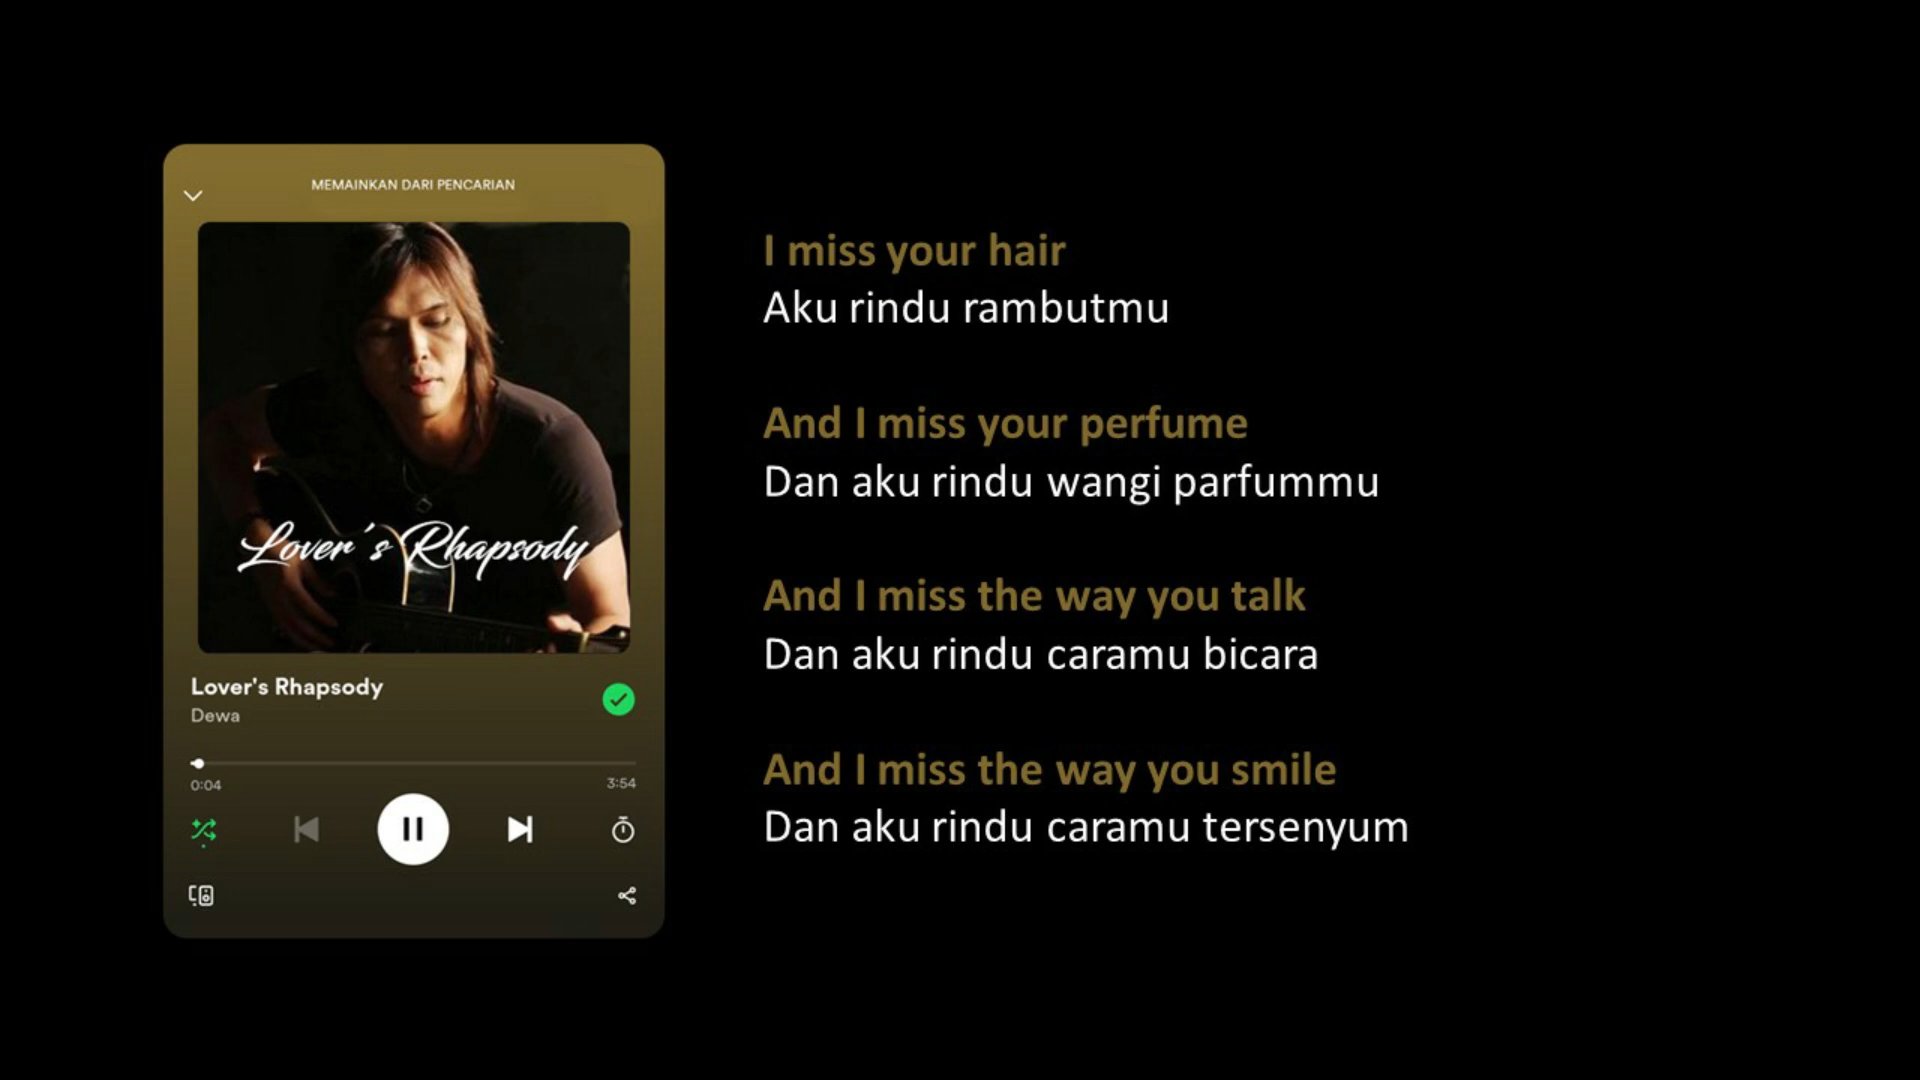 MEMAINKAN DARI PENCARIAN
Lover's Rhapsody
Lover's Rhapsody
Dewa
0:04
3:54
I miss your hair
Aku rindu rambutmu
And I miss your perfume
Dan aku rindu wangi parfummu
And I miss the way you talk
Dan aku rindu caramu bicara
And I miss the way you smile
Dan aku rindu caramu tersenyum